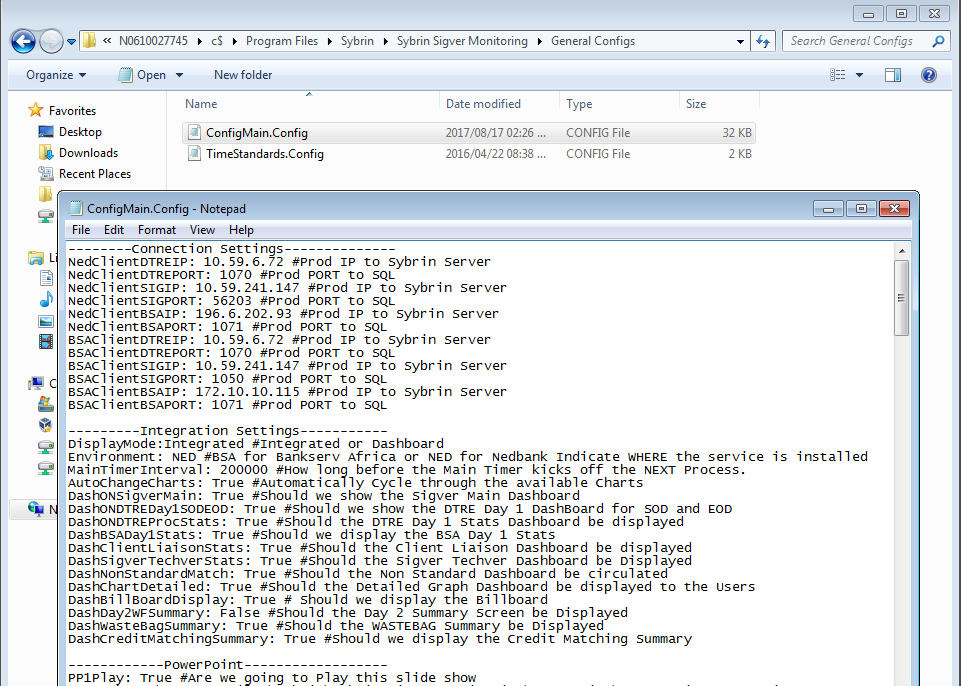 « N0610027745 ▸ c$ ▸ Program Files ▸ Sybrin ▸ Sybrin Sigver Monitoring ▸ General Configs
Search General Configs
Organize Open New folder
Favorites
Desktop
Downloads
Recent Places
Name Date modified Type Size
ConfigMain.Config 2017/08/17 02:26 ... CONFIG File 32 KB
TimeStandards.Config 2016/04/22 08:38 ... CONFIG File 2 KB
ConfigMain.Config - Notepad
File Edit Format View Help
--------Connection Settings--------------
NedClientDTREIP: 10.59.6.72 #Prod IP to Sybrin Server
NedClientDTREPORT: 1070 #Prod PORT to SQL
NedClientSIGIP: 10.59.241.147 #Prod IP to Sybrin Server
NedClientSIGPORT: 56203 #Prod PORT to SQL
NedClientBSAIP: 196.6.202.93 #Prod IP to Sybrin Server
NedClientBSAPORT: 1071 #Prod PORT to SQL
BSAClientDTREIP: 10.59.6.72 #Prod IP to Sybrin Server
BSAClientDTREPORT: 1070 #Prod PORT to SQL
BSAClientSIGIP: 10.59.241.147 #Prod IP to Sybrin Server
BSAClientSIGPORT: 1050 #Prod PORT to SQL
BSAClientBSAIP: 172.10.10.115 #Prod IP to Sybrin Server
BSAClientBSAPORT: 1071 #Prod PORT to SQL
---------Integration Settings-----------
DisplayMode:Integrated #Integrated or Dashboard
Environment: NED #BSA for Bankserv Africa or NED for Nedbank Indicate WHERE the service is installed
MainTimerInterval: 200000 #How long before the Main Timer kicks off the NEXT Process.
AutoChangeCharts: True #Automatically Cycle through the available Charts
DashONSigverMain: True #Should we show the Sigver Main Dashboard
DashONDTREDay1SODEOD: True #Should we show the DTRE Day 1 DashBoard for SOD and EOD
DashONDTREProcStats: True #Should the DTRE Day 1 Stats Dashboard be displayed
DashBSADay1Stats: True #Should we display the BSA Day 1 Stats
DashClientLiaisonStats: True #Should the Client Liaison Dashboard be displayed
DashSigverTechverStats: True #Should the Sigver Techver Dashboard be Displayed
DashNonStandardMatch: True #Should the Non Standard Dashboard be circulated
DashChartDetailed: True #Should the Detailed Graph Dashboard be displayed to the Users
DashBillBoardDisplay: True # Should we display the Billboard
DashDay2WFSummary: False #Should the Day 2 Summary Screen be Displayed
DashWasteBagSummary: True #Should the WASTEBAG Summary be Displayed
DashCreditMatchingSummary: True #Should we display the Credit Matching Summary
------------PowerPoint------------------
PP1Play: True #Are we going to Play this slide show